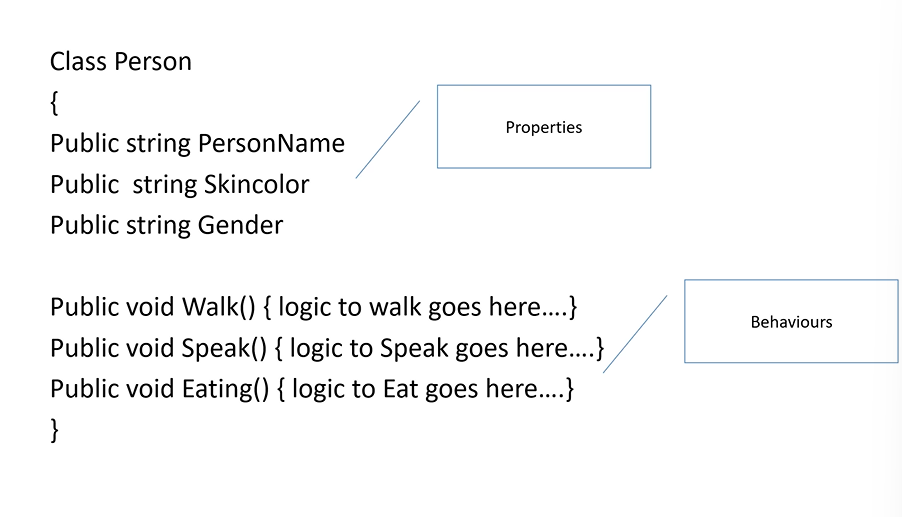 Class Person
{
Public string PersonName
Public  string Skincolor
Public string Gender
Properties
Public void Walk() { logic to walk goes here....}
Public void Speak() { logic to Speak goes here....}
Public void Eating() { logic to Eat goes here....}
}
Behaviours